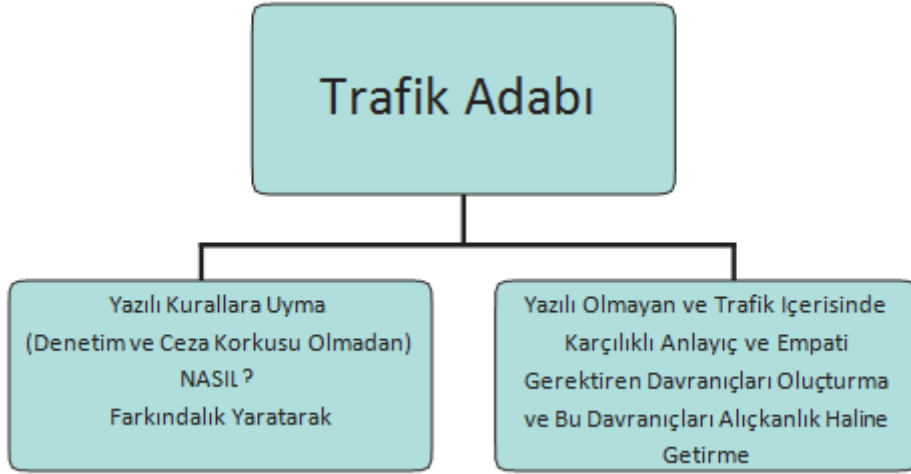 Trafik Adabı
Yazılı Kurallara Uyma
(Denetim ve Ceza Korkusu Olmadan)
NASIL?
Farkındalık Yaratarak
Yazılı Olmayan ve Trafik Içerisinde
Karçılıklı Anlayıç ve Empati
Gerektiren Davranıçları Oluçturma
ve Bu Davranıçları Alıçkanlık Haline
Getirme